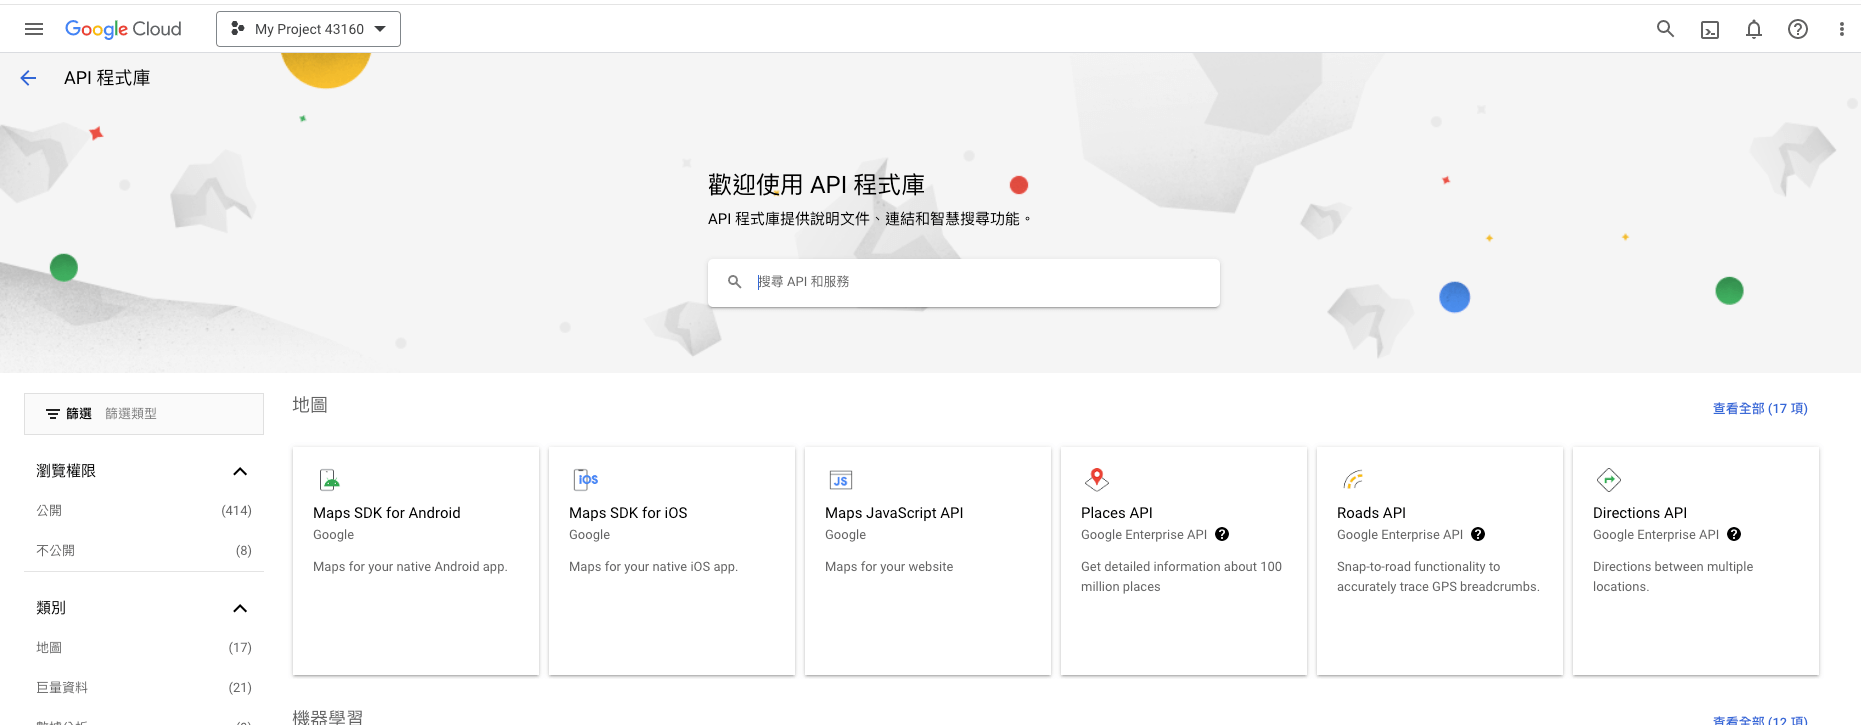 Google Cloud
My Project 43160
API 程式庫
歡迎使用 API 程式庫
API 程式庫提供說明文件、連結和智慧搜尋功能。
搜尋 API 和服務
篩選 篩選類型
瀏覽權限
公開 (414)
不公開 (8)
類別
地圖 (17)
巨量資料 (21)
地圖
查看全部 (17 項)
Maps SDK for Android
Google
Maps for your native Android app.
iOS
Maps SDK for iOS
Google
Maps for your native iOS app.
JS
Maps JavaScript API
Google
Maps for your website
Places API
Google Enterprise API
Get detailed information about 100
million places
Roads API
Google Enterprise API
Snap-to-road functionality to
accurately trace GPS breadcrumbs.
Directions API
Google Enterprise API
Directions between multiple
locations.
機器學習
查看全部 (12 項)